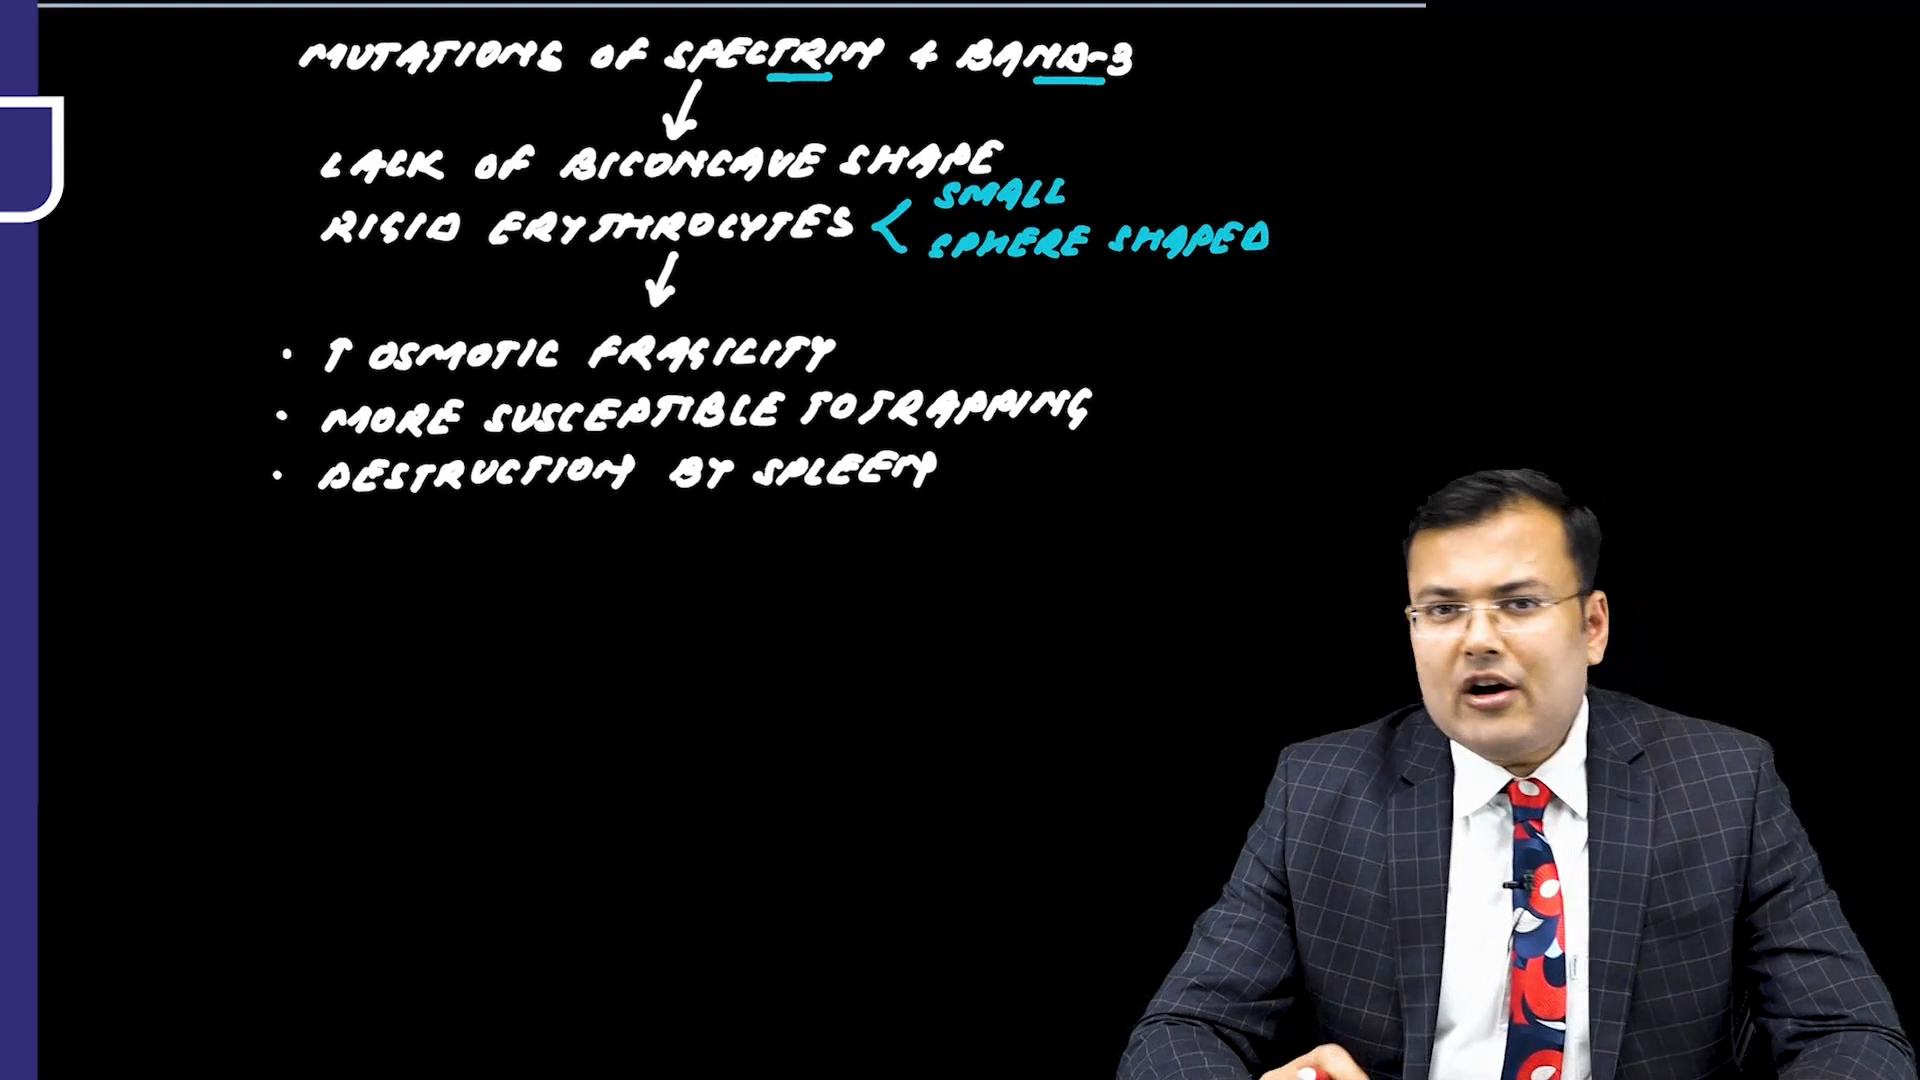 MUTATIONS OF SPECTRIN & BAND-3
↓
LACK OF BICONCAVE SHAPE
RIGID ERYTHROCYTES < SMALL
SPHERE SHAPED
↓
• ↑ OSMOTIC FRAGILITY
• MORE SUSCEPTIBLE TO TRAPPING
• DESTRUCTION BY SPLEEN